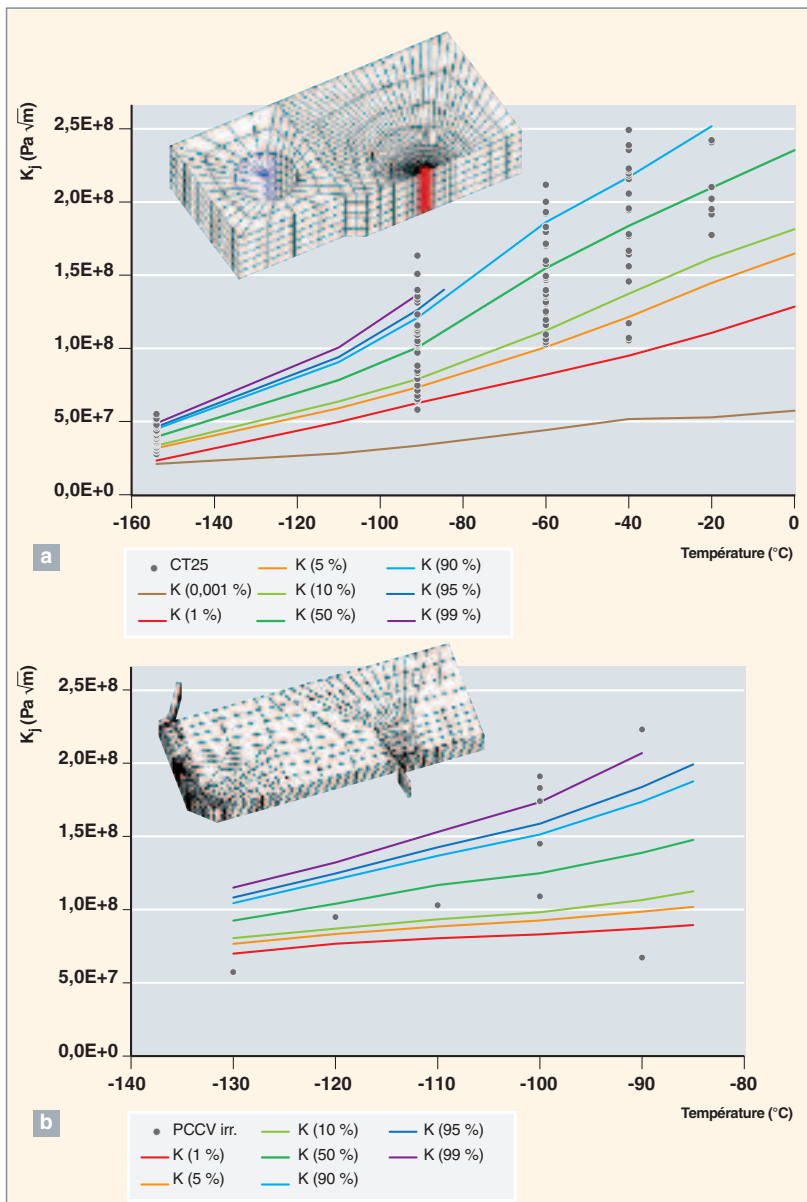 Kj (Pa √m)
2,5E+8
2,0E+8
1,5E+8
1,0E+8
5,0E+7
0,0E+0
-160 -140 -120 -100 -80 -60 -40 -20 0
Température (°C)
a
CT25 K (5 %) K (90 %)
K (0,001 %) K (10 %) K (95 %)
K (1 %) K (50 %) K (99 %)
Kj (Pa √m)
2,5E+8
2,0E+8
1,5E+8
1,0E+8
5,0E+7
0,0E+0
-140 -130 -120 -110 -100 -90 -80
Température (°C)
b
PCCV irr. K (10 %) K (95 %)
K (1 %) K (50 %) K (99 %)
K (5 %) K (90 %)